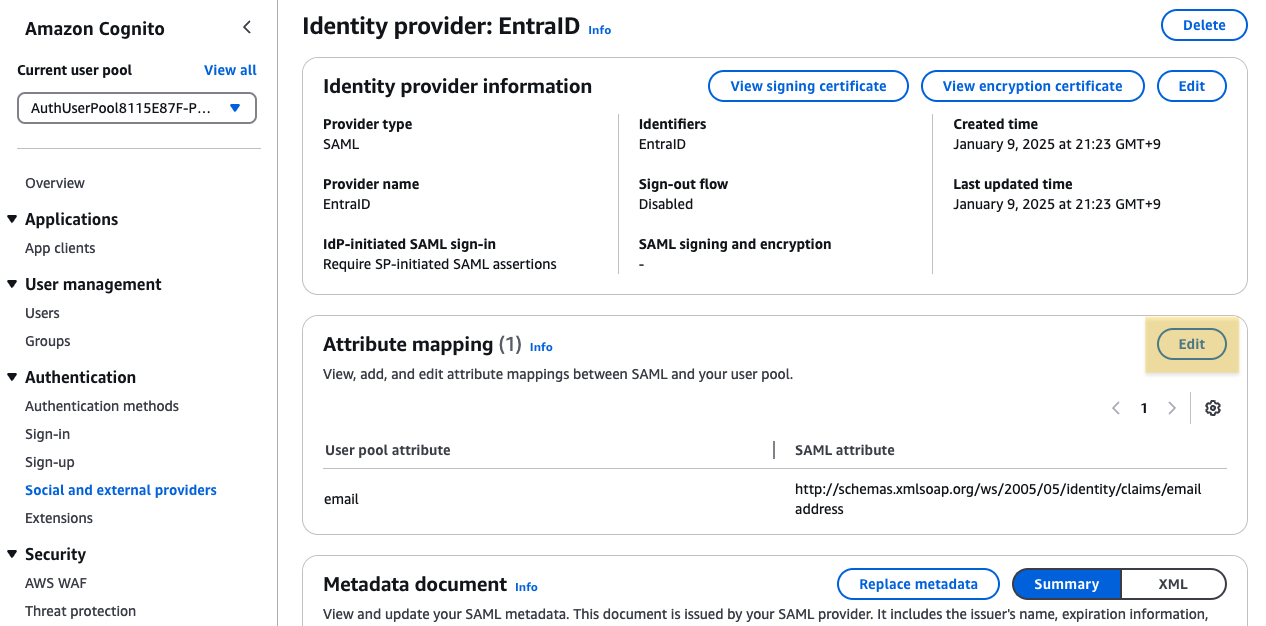 Amazon Cognito
Current user pool
View all
AuthUserPool8115E87F-P...
Overview
Applications
App clients
User management
Users
Groups
Authentication
Authentication methods
Sign-in
Sign-up
Social and external providers
Extensions
Security
AWS WAF
Threat protection
Identity provider: EntraID Info
Delete
Identity provider information
View signing certificate
View encryption certificate
Edit
Provider type
SAML
Provider name
EntraID
IdP-initiated SAML sign-in
Require SP-initiated SAML assertions
Identifiers
EntraID
Sign-out flow
Disabled
SAML signing and encryption
-
Created time
January 9, 2025 at 21:23 GMT+9
Last updated time
January 9, 2025 at 21:23 GMT+9
Attribute mapping (1) Info
Edit
View, add, and edit attribute mappings between SAML and your user pool.
1
User pool attribute
SAML attribute
email
http://schemas.xmlsoap.org/ws/2005/05/identity/claims/email
address
Metadata document Info
Replace metadata
Summary
XML
View and update your SAML metadata. This document is issued by your SAML provider. It includes the issuer's name, expiration information,